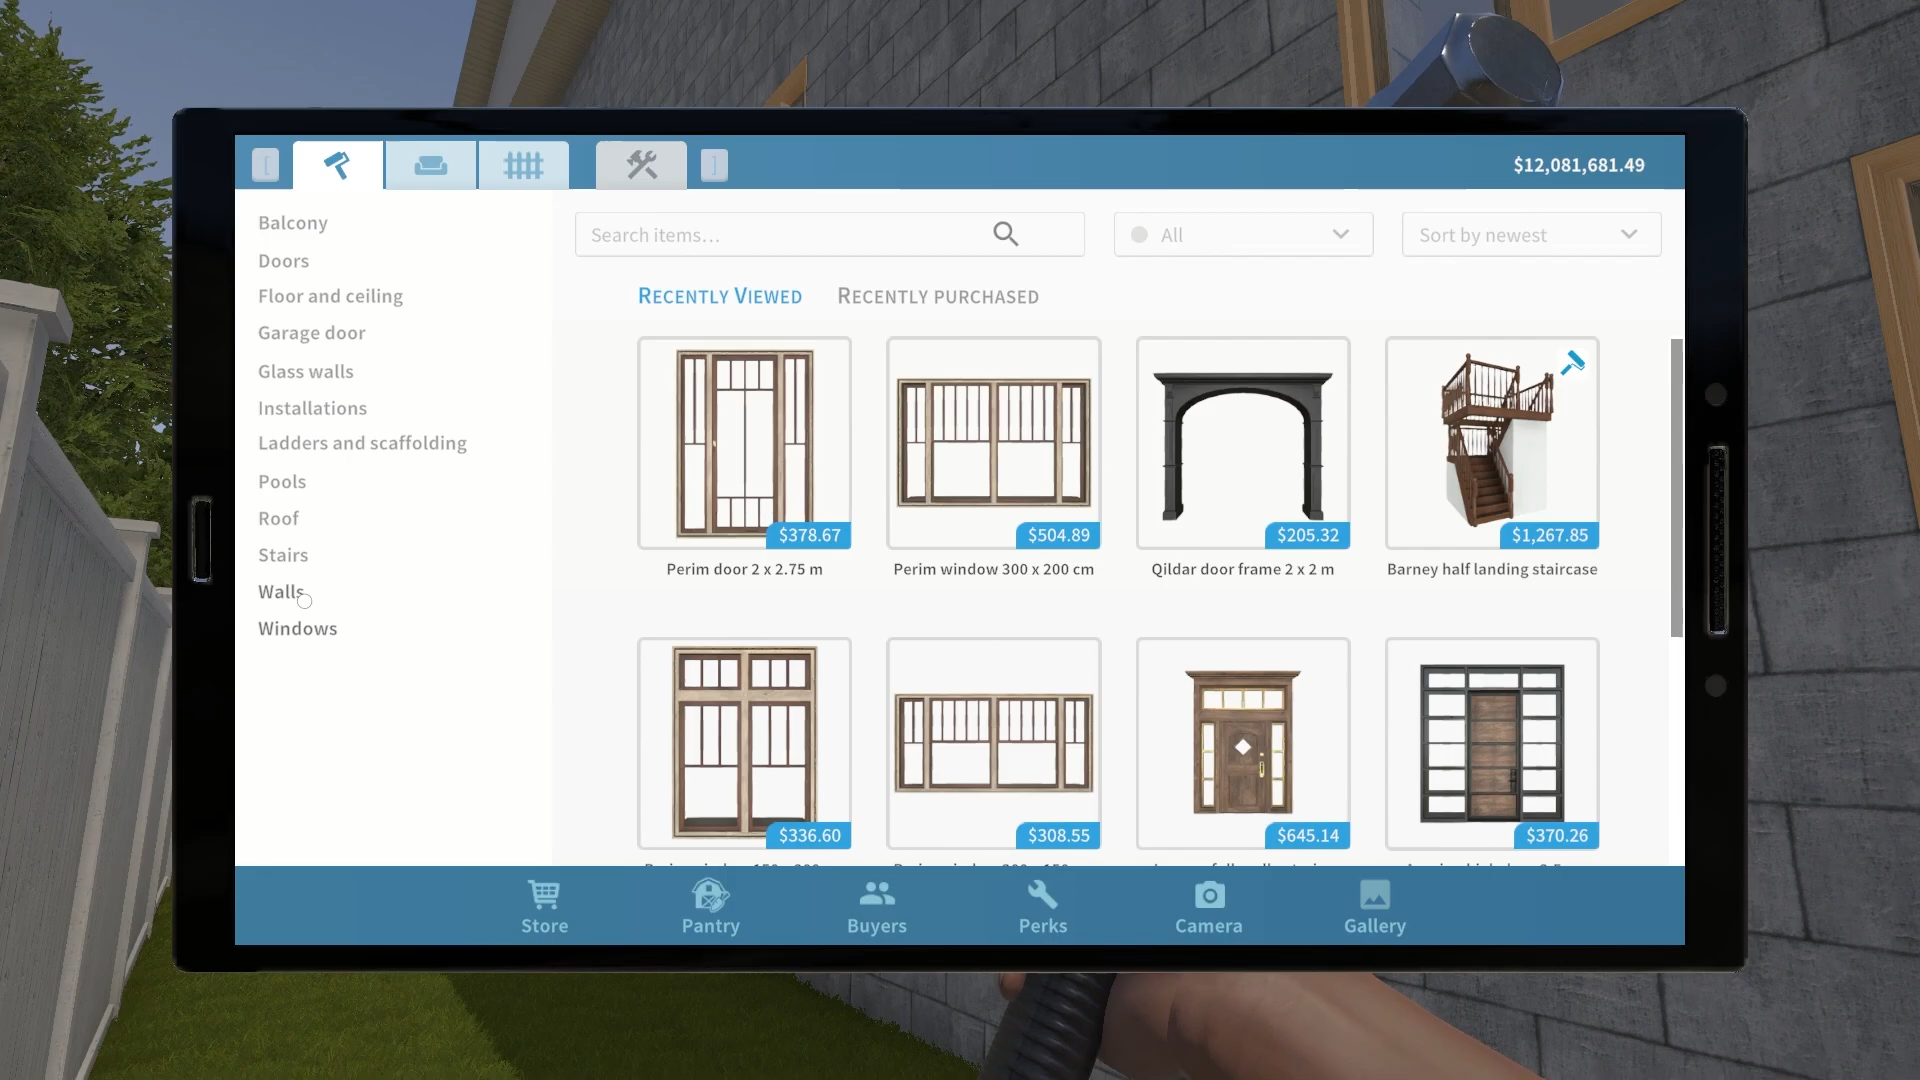 [
]
$12,081,681.49
Balcony
Doors
Floor and ceiling
Garage door
Glass walls
Installations
Ladders and scaffolding
Pools
Roof
Stairs
Walls
Windows
Search items...
All
Sort by newest
RECENTLY VIEWED
RECENTLY PURCHASED
$378.67
$504.89
$205.32
$1,267.85
Perim door 2 x 2.75 m
Perim window 300 x 200 cm
Qildar door frame 2 x 2 m
Barney half landing staircase
$336.60
$308.55
$645.14
$370.26
Store
Pantry
Buyers
Perks
Camera
Gallery